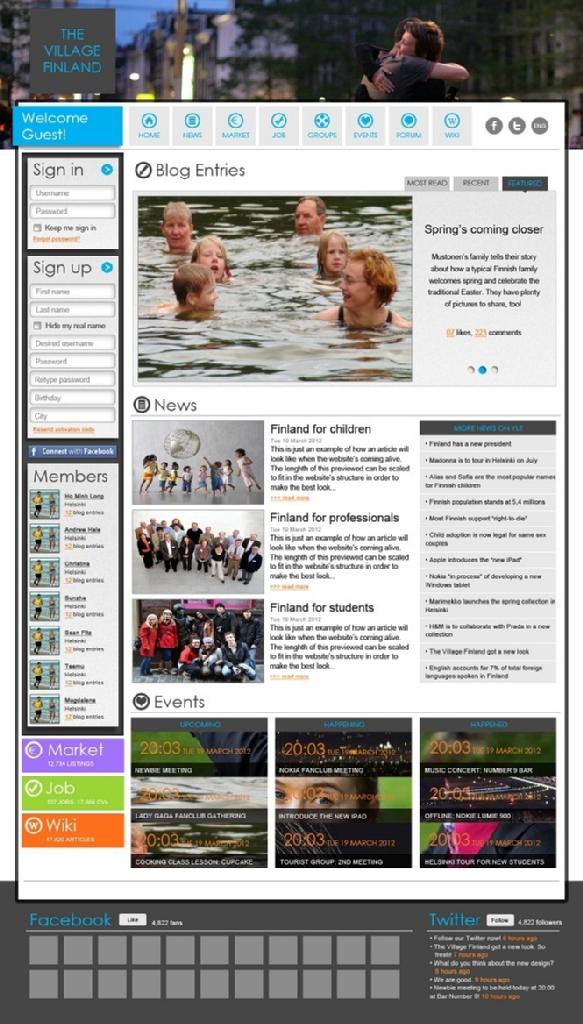 THE
VILLAGE
FINLAND
Welcome
Guest!
HOME
NEWS
MARKET
JOB
GROUPS
EVENTS
FORUM
WIKI
ENG
Sign in
Username
Password
Keep me sign in
Forgot password?
Sign up
First name
Last name
Hide my real name
Desired username
Password
Retype password
Birthday
City
Resend activation code
Connect with Facebook
Members
Ho Minh Long
Helsinki
12 blog entries
Andrew Hale
Helsinki
12 blog entries
Christina
Helsinki
12 blog entries
Helsinki
12 blog entries
Sean Fitz
Helsinki
12 blog entries
Teemu
Helsinki
12 blog entries
Magdalena
Helsinki
12 blog entries
Market
12,734 LISTINGS
Job
Wiki
Blog Entries
MOST READ
RECENT
FEATURED
Spring's coming closer
Mustonen's family tells their story
about how a typical Finnish family
welcomes spring and celebrate the
traditional Easter. They have plenty
of pictures to share, too!
likes, 223 comments
News
Finland for children
Tue 19 March 2012
This is just an example of how an article will
look like when the website's coming alive.
The length of this previewed can be scaled
to fit in the website's structure in order to
make the best look...
>>> read more
Finland for professionals
Tue 19 March 2012
This is just an example of how an article will
look like when the website's coming alive.
The length of this previewed can be scaled
to fit in the website's structure in order to
make the best look...
>>> read more
Finland for students
Tue 19 March 2012
This is just an example of how an article will
look like when the website's coming alive.
The length of this previewed can be scaled
to fit in the website's structure in order to
make the best look...
>>> read more
MORE NEWS ON YLE
• Finland has a new president
• Madonna is to tour in Helsinki on July
• Alias and Sofia are the most popular names
for Finnish children
• Finnish population stands at 5,4 millions
• Most Finnish support "right-to-die"
• Child adoption is now legal for same sex
couples
• Apple introduces the "new iPad"
• Nokia "in process" of developing a new
Windows tablet
• Marimekko launches the spring collection in
Helsinki
• H&M is to collaborate with Prada in a new
collection
• The Village Finland got a new look
• English accounts for 7% of total foreign
languages spoken in Finland
Events
UPCOMING
20:03 TUE 19 MARCH 2012
NEWBIE MEETING
20:03 TUE 19 MARCH 2012
LADY GAGA FANCLUB GATHERING
20:03 TUE 19 MARCH 2012
COOKING CLASS LESSON: CUPCAKE
HAPPENING
20:03 TUE 19 MARCH 2012
NOKIA FANCLUB MEETING
20:03 TUE 19 MARCH 2012
INTRODUCE THE NEW IPAD
20:03 TUE 19 MARCH 2012
TOURIST GROUP: 2ND MEETING
HAPPENED
20:03 TUE 19 MARCH 2012
MUSIC CONCERT: NUMBER 9 BAR
20:03 TUE 19 MARCH 2012
OFFLINE: NOKIE LUMIE 900
20:03 TUE 19 MARCH 2012
HELSINKI TOUR FOR NEW STUDENTS
Facebook
Like
4,822 fans
Twitter
Follow
4,822 followers
• Follow our Twitter now! 6 hours ago
• The Village Finland got a new look. So
freak! 7 hours ago
• What do you think about the new design?
8 hours ago
• We are good. 9 hours ago
• Newbie meeting to be held today at 20:00
at Bar Number 9! 10 hours ago